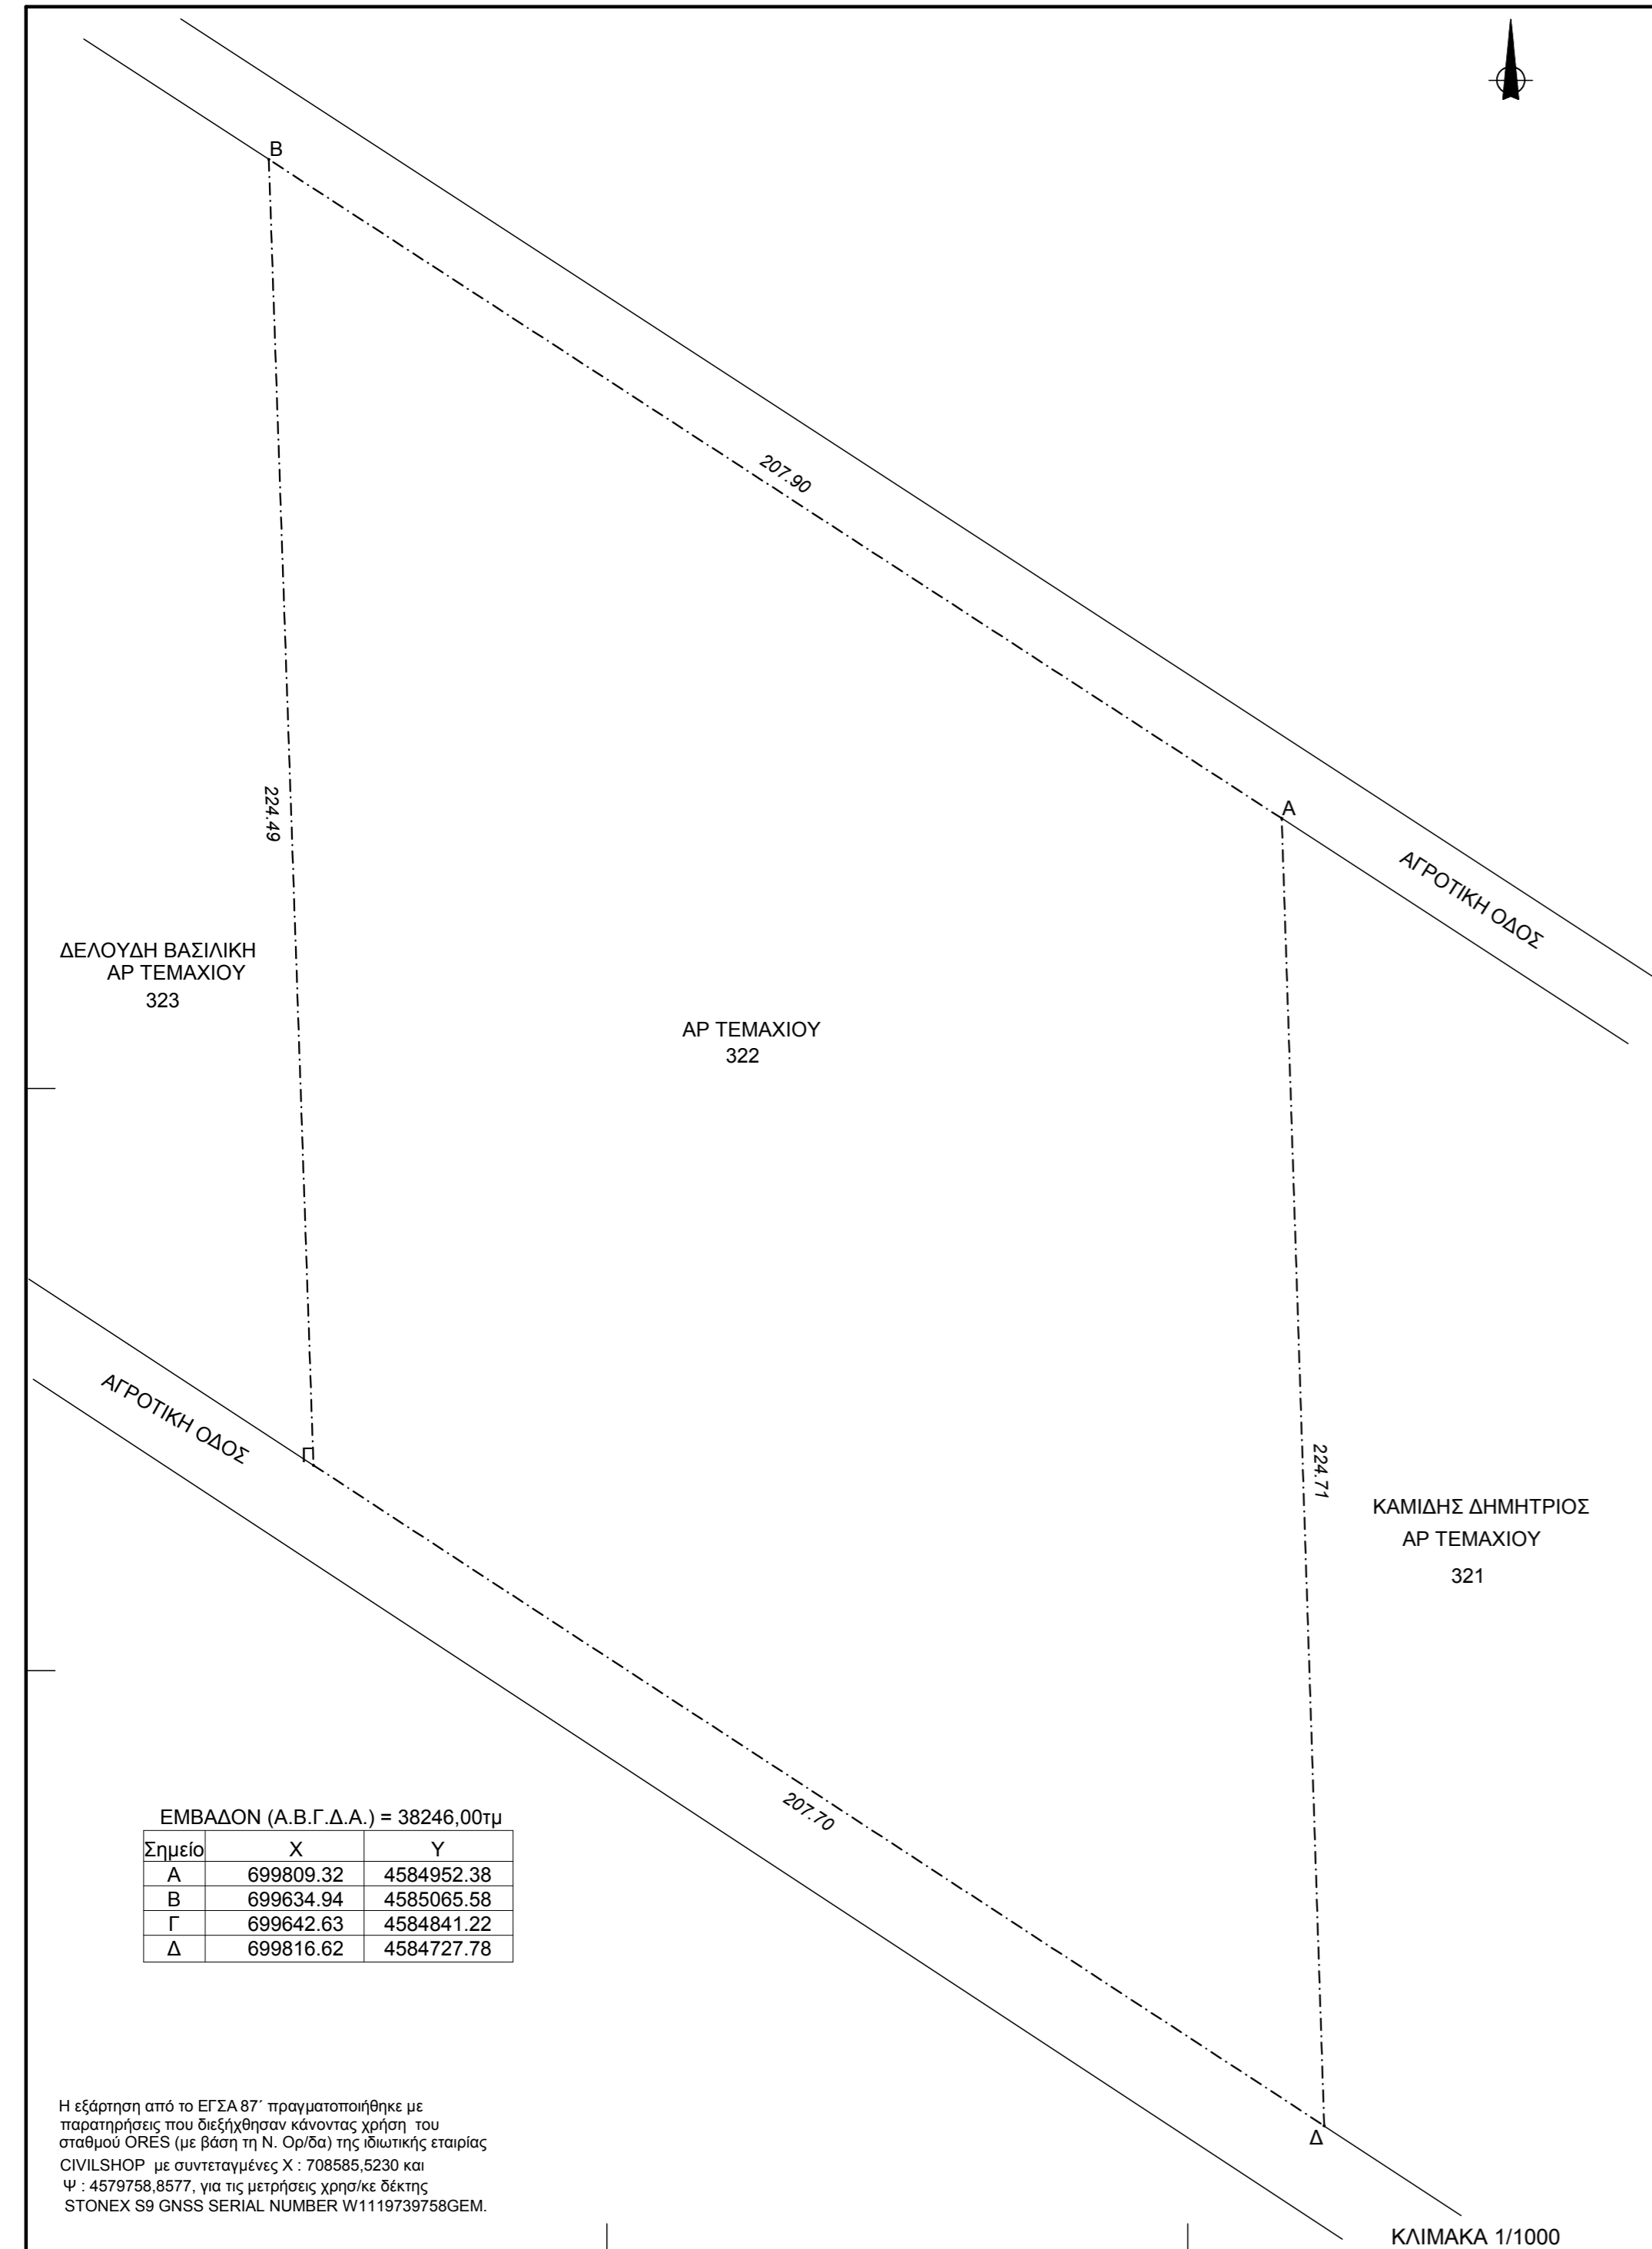 Β
207.90
Α
ΑΓΡΟΤΙΚΗ ΟΔΟΣ
224.49
ΔΕΛΟΥΔΗ ΒΑΣΙΛΙΚΗ
ΑΡ ΤΕΜΑΧΙΟΥ
323
ΑΡ ΤΕΜΑΧΙΟΥ
322
ΑΓΡΟΤΙΚΗ ΟΔΟΣ
Γ
224.71
ΚΑΜΙΔΗΣ ΔΗΜΗΤΡΙΟΣ
ΑΡ ΤΕΜΑΧΙΟΥ
321
207.70
ΕΜΒΑΔΟΝ (Α.Β.Γ.Δ.Α.) = 38246,00τμ
Σημείο X Y
Α 699809.32 4584952.38
Β 699634.94 4585065.58
Γ 699642.63 4584841.22
Δ 699816.62 4584727.78
Η εξάρτηση από το ΕΓΣΑ 87΄ πραγματοποιήθηκε με
παρατηρήσεις που διεξήχθησαν κάνοντας χρήση του
σταθμού ORES (με βάση τη Ν. Ορ/δα) της ιδιωτικής εταιρίας
CIVILSHOP με συντεταγμένες Χ : 708585,5230 και
Ψ : 4579758,8577, για τις μετρήσεις χρησ/κε δέκτης
STONEX S9 GNSS SERIAL NUMBER W1119739758GEM.
Δ
ΚΛΙΜΑΚΑ 1/1000